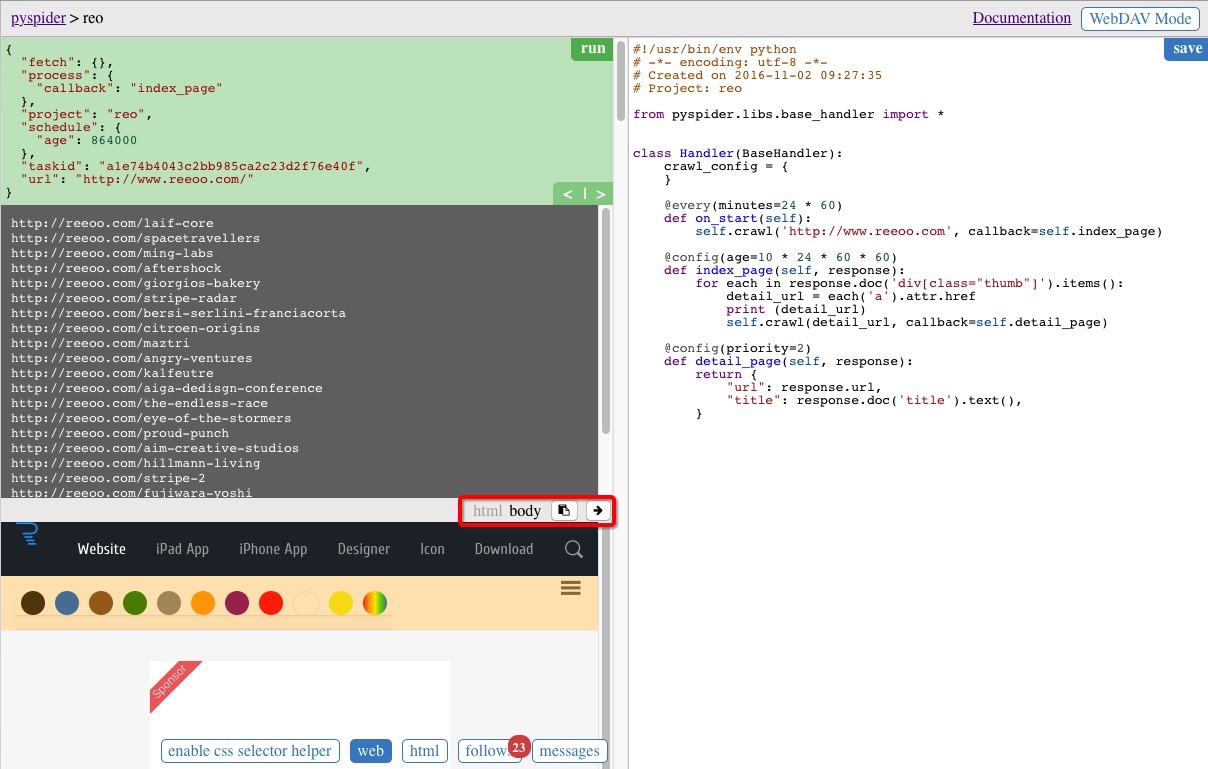 pyspider > reo
Documentation
WebDAV Mode
{
"fetch": {},
"process": {
"callback": "index_page"
},
"project": "reo",
"schedule": {
"age": 864000
},
"taskid": "a1e74b4043c2bb985ca2c23d2f76e40f",
"url": "http://www.reeoo.com/"
}
run
< | >
http://reeoo.com/laif-core
http://reeoo.com/spacetravellers
http://reeoo.com/ming-labs
http://reeoo.com/aftershock
http://reeoo.com/giorgios-bakery
http://reeoo.com/stripe-radar
http://reeoo.com/bersi-serlini-franciacorta
http://reeoo.com/citroen-origins
http://reeoo.com/maztri
http://reeoo.com/angry-ventures
http://reeoo.com/kalfeutre
http://reeoo.com/aiga-dedisgn-conference
http://reeoo.com/the-endless-race
http://reeoo.com/eye-of-the-stormers
http://reeoo.com/proud-punch
http://reeoo.com/aim-creative-studios
http://reeoo.com/hillmann-living
http://reeoo.com/stripe-2
http://reeoo.com/fujiwara-yoshi
html body
Website iPad App iPhone App Designer Icon Download
Sponsor
enable css selector helper web html follow 23 messages
save
#!/usr/bin/env python
# -*- encoding: utf-8 -*-
# Created on 2016-11-02 09:27:35
# Project: reo
from pyspider.libs.base_handler import *
class Handler(BaseHandler):
crawl_config = {
}
@every(minutes=24 * 60)
def on_start(self):
self.crawl('http://www.reeoo.com', callback=self.index_page)
@config(age=10 * 24 * 60 * 60)
def index_page(self, response):
for each in response.doc('div[class="thumb"]').items():
detail_url = each('a').attr.href
print (detail_url)
self.crawl(detail_url, callback=self.detail_page)
@config(priority=2)
def detail_page(self, response):
return {
"url": response.url,
"title": response.doc('title').text(),
}